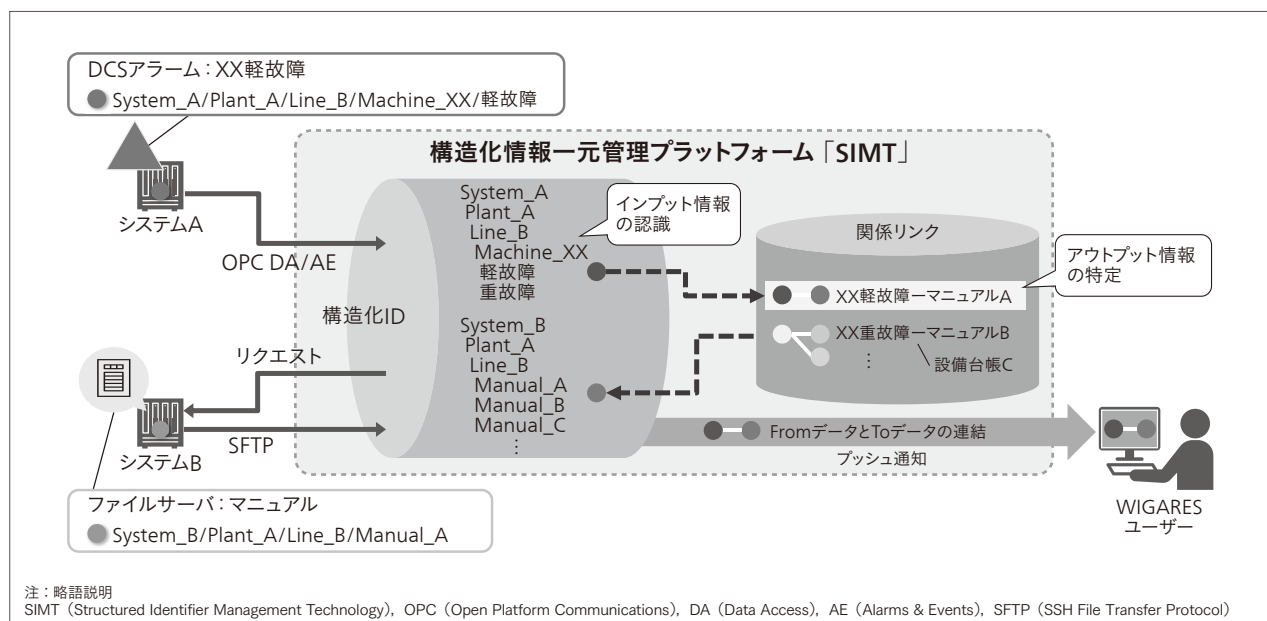 DCSアラーム:XX軽故障
System_A/Plant_A/Line_B/Machine_XX/軽故障
システムA
OPC DA/AE
構造化情報一元管理プラットフォーム「SIMT」
構造化ID
System_A
Plant_A
Line_B
Machine_XX
軽故障
重故障
System_B
Plant_A
Line_B
Manual_A
Manual_B
Manual_C
⋮
インプット情報
の認識
関係リンク
XX軽故障ーマニュアルA
XX重故障ーマニュアルB
⋮
設備台帳C
アウトプット情報
の特定
リクエスト
SFTP
システムB
ファイルサーバ:マニュアル
System_B/Plant_A/Line_B/Manual_A
FromデータとToデータの連結
プッシュ通知
WIGARES
ユーザー
注:略語説明
SIMT(Structured Identifier Management Technology),OPC(Open Platform Communications),DA(Data Access),AE(Alarms & Events),SFTP(SSH File Transfer Protocol)